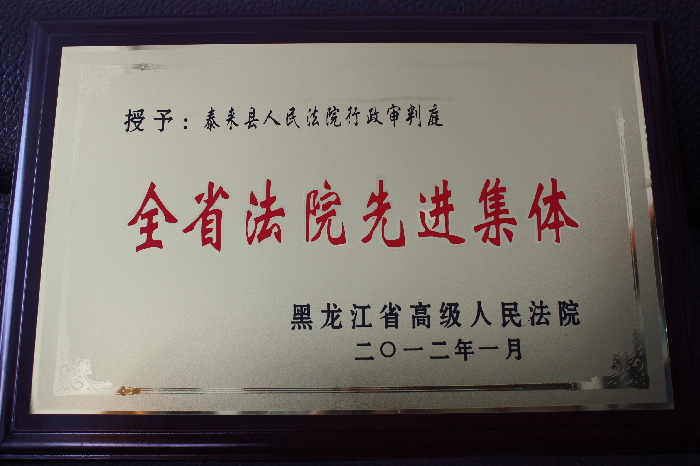 授予：泰来县人民法院行政审判庭
全省法院先进集体
黑龙江省高级人民法院
二〇一二年一月